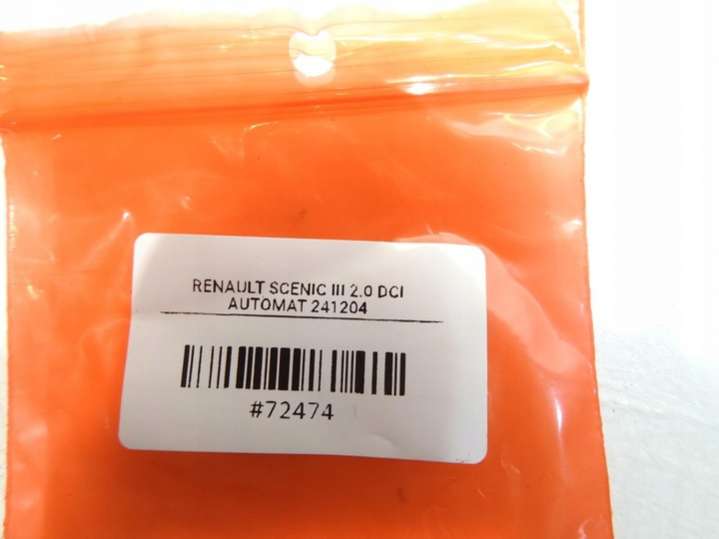 RENAULT SCENIC III 2.0 DCI
AUTOMAT 241204
#72474